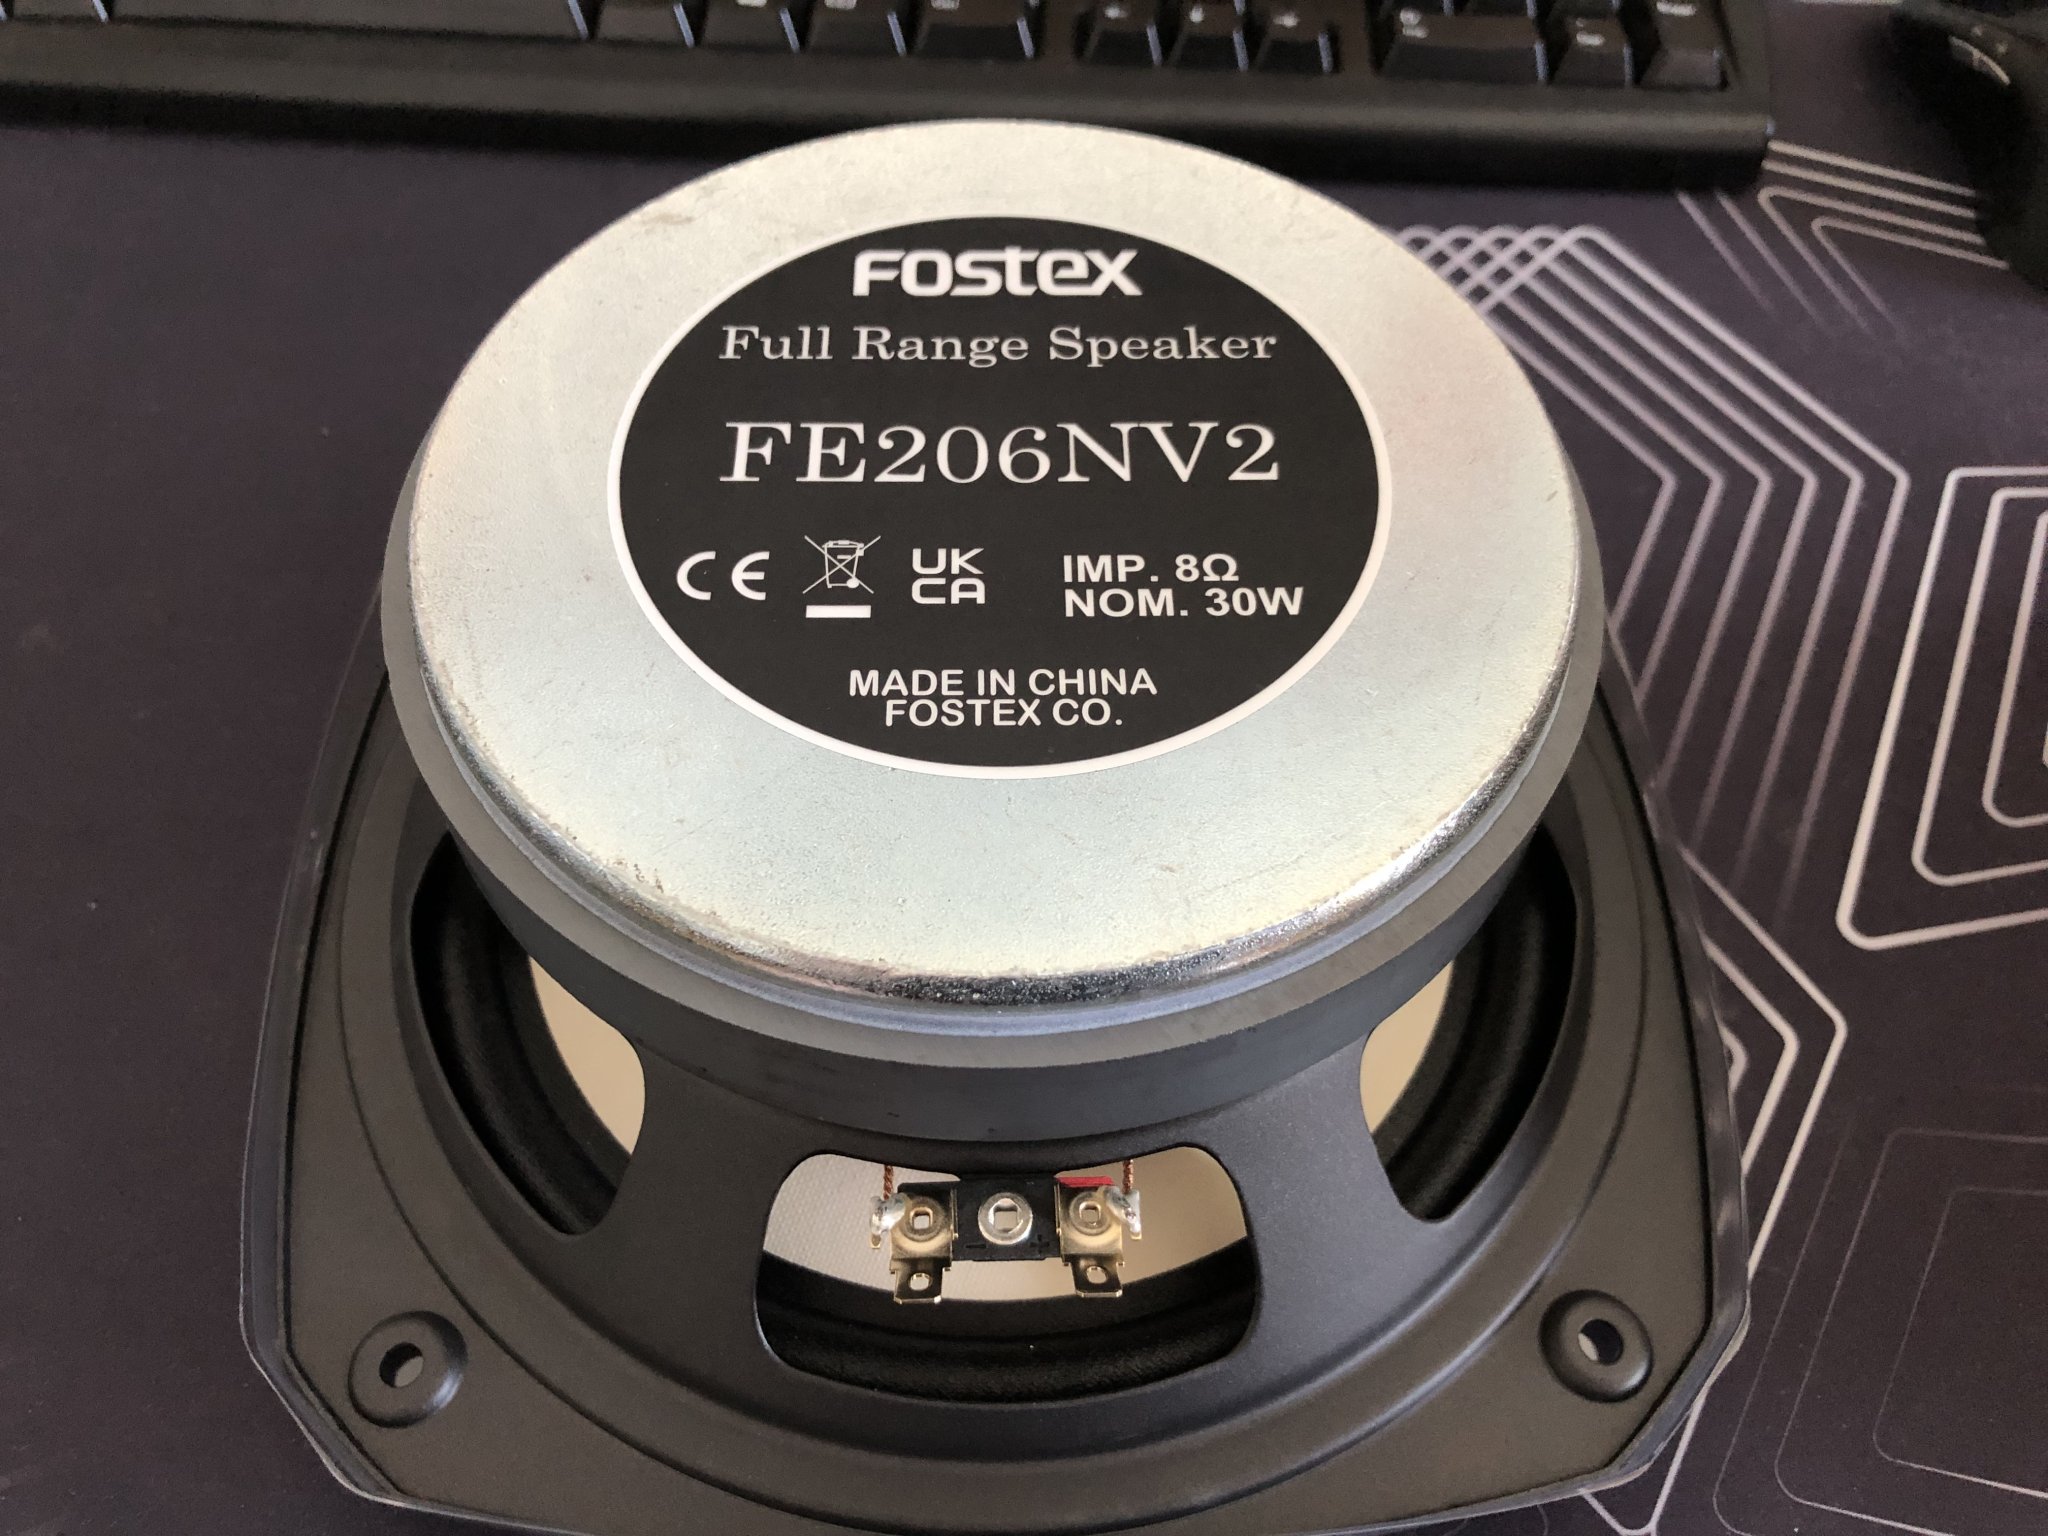 FOSTEX
Full Range Speaker
FE206NV2
CE UK CA IMP. 8Ω
NOM. 30W
MADE IN CHINA
FOSTEX CO.
- +